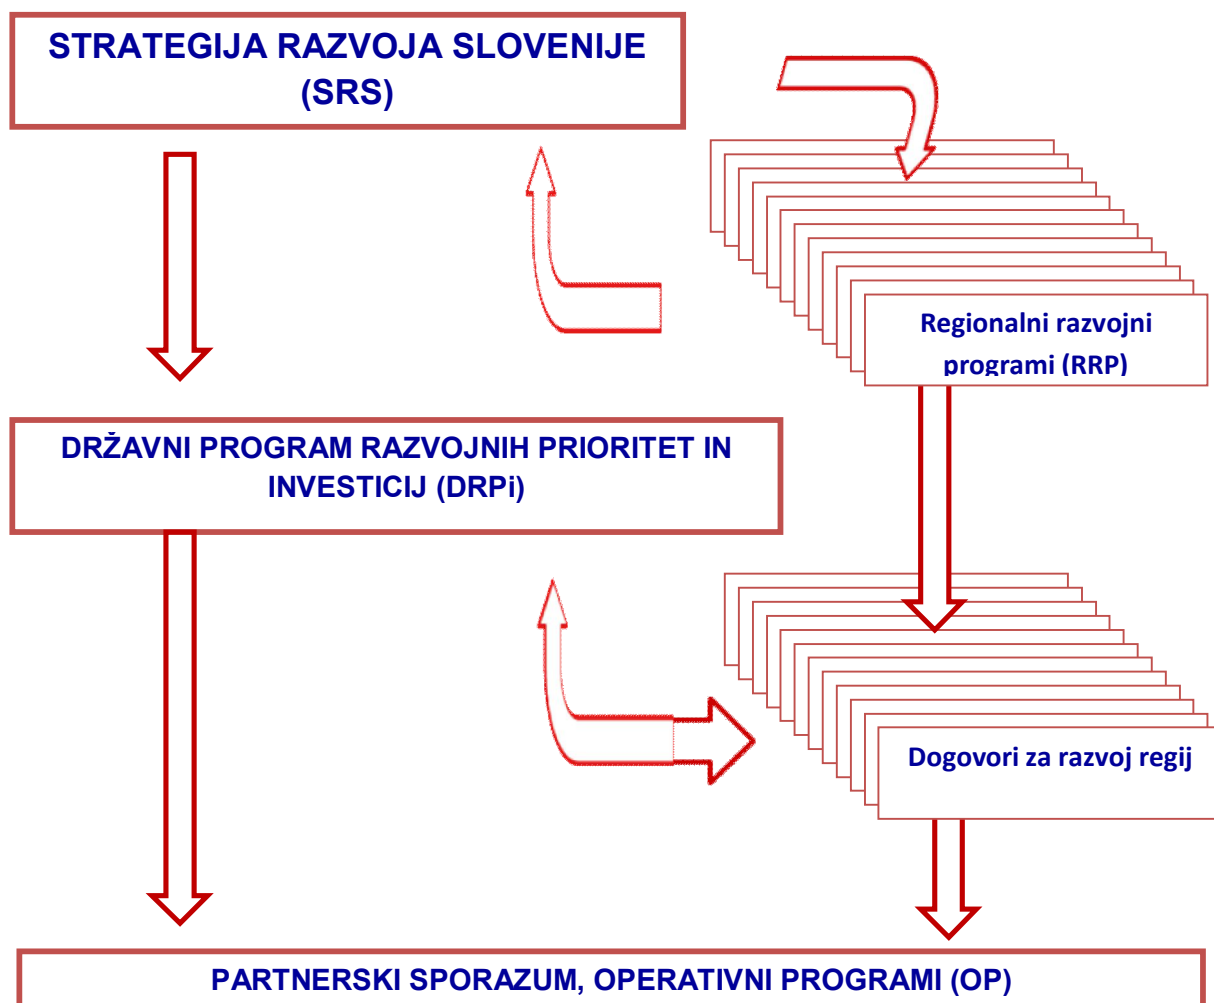 STRATEGIJA RAZVOJA SLOVENIJE
(SRS)
Regionalni razvojni
programi (RRP)
DRŽAVNI PROGRAM RAZVOJNIH PRIORITET IN
INVESTICIJ (DRPi)
Dogovori za razvoj regij
PARTNERSKI SPORAZUM, OPERATIVNI PROGRAMI (OP)